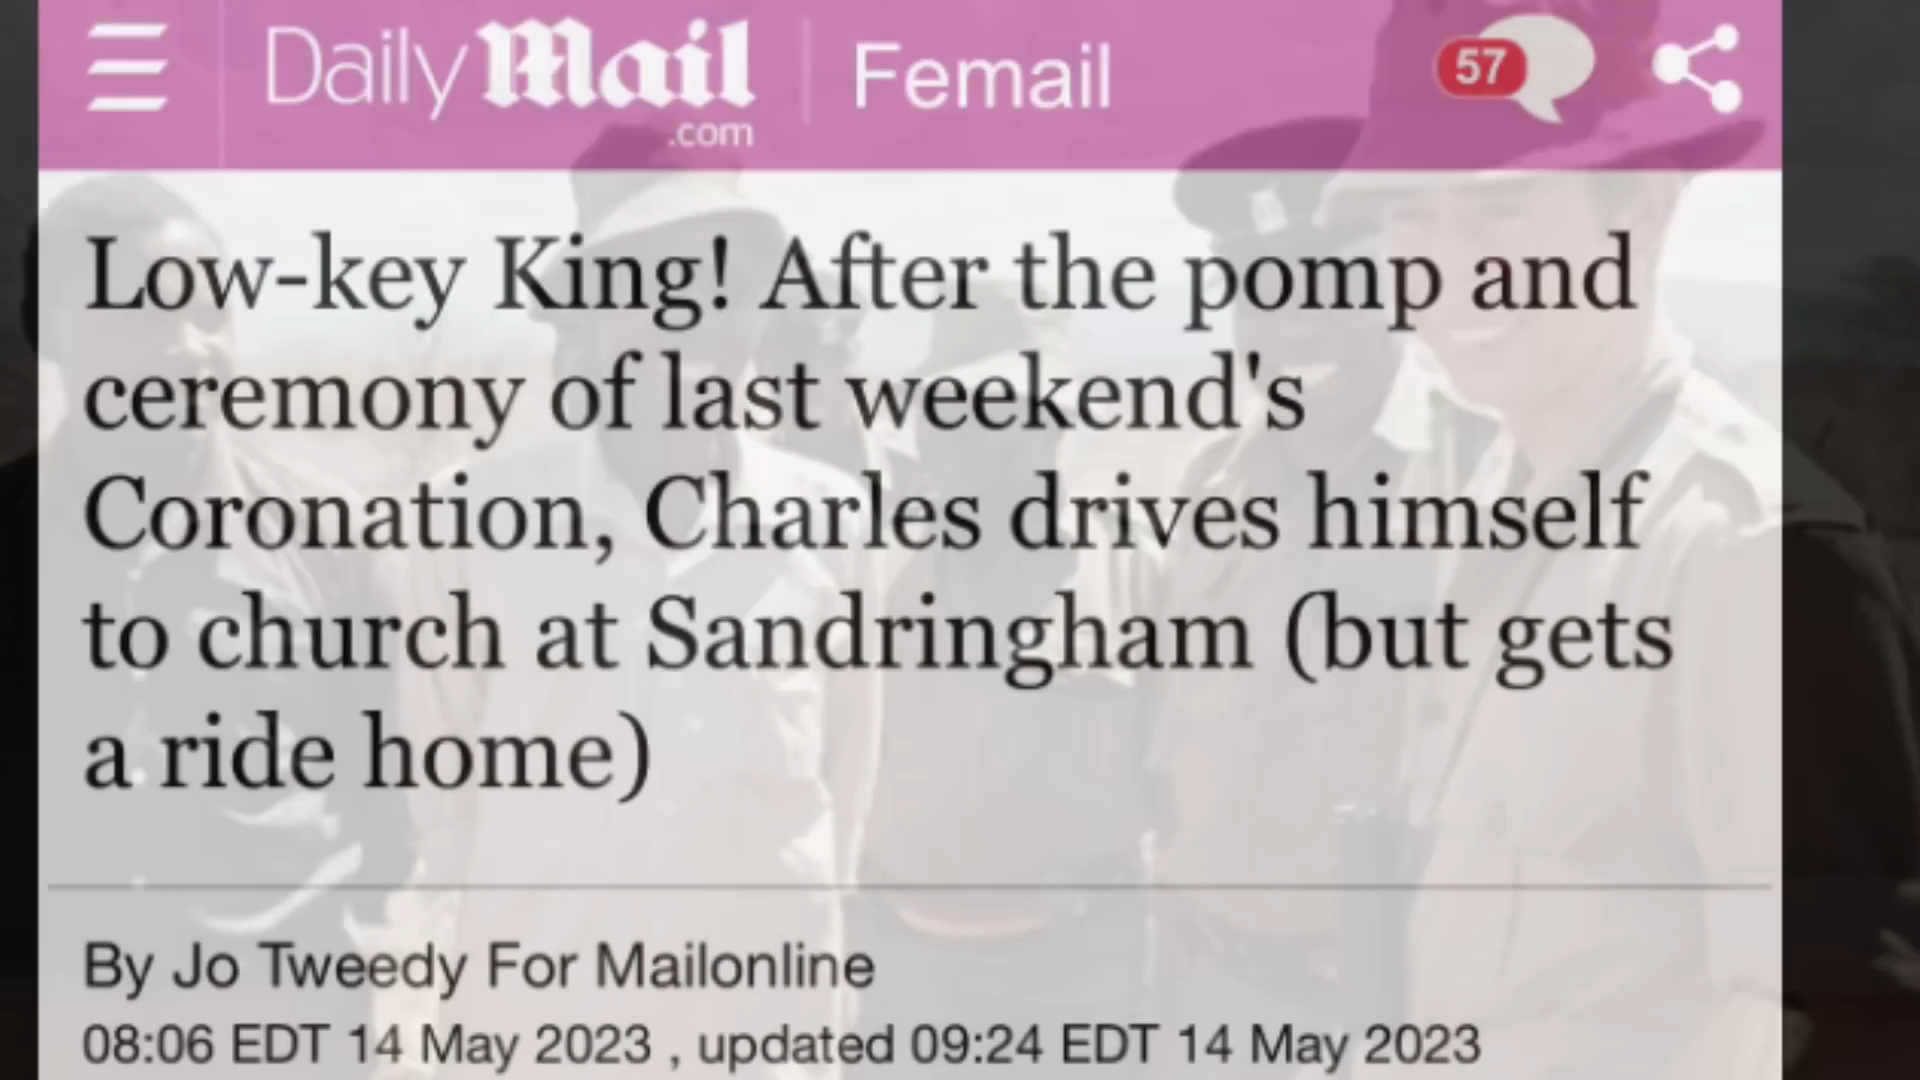 Daily Mail .com Femail 57
Low-key King! After the pomp and
ceremony of last weekend's
Coronation, Charles drives himself
to church at Sandringham (but gets
a ride home)
By Jo Tweedy For Mailonline
08:06 EDT 14 May 2023 , updated 09:24 EDT 14 May 2023